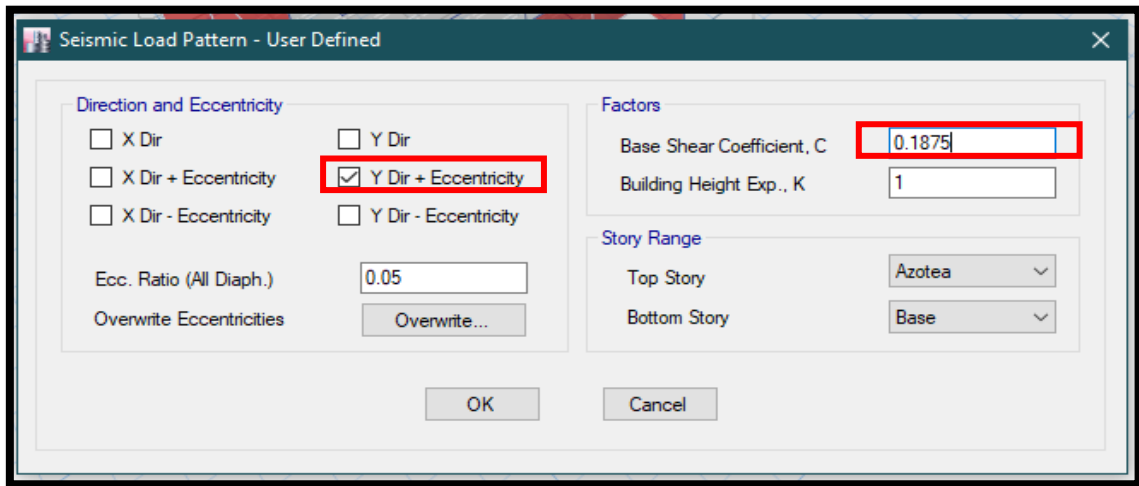 Seismic Load Pattern - User Defined
Direction and Eccentricity
X Dir
Y Dir
X Dir + Eccentricity
Y Dir + Eccentricity
X Dir - Eccentricity
Y Dir - Eccentricity
Ecc. Ratio (All Diaph.)
0.05
Overwrite Eccentricities
Overwrite...
Factors
Base Shear Coefficient, C
0.1875
Building Height Exp., K
1
Story Range
Top Story
Azotea
Bottom Story
Base
OK
Cancel